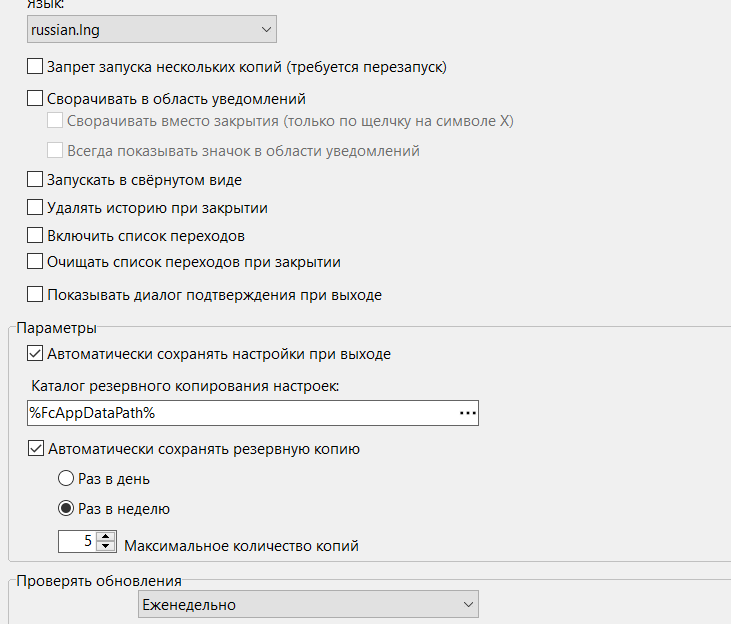 Язык:
russian.lng
Запрет запуска нескольких копий (требуется перезапуск)
Сворачивать в область уведомлений
Сворачивать вместо закрытия (только по щелчку на символе X)
Всегда показывать значок в области уведомлений
Запускать в свёрнутом виде
Удалять историю при закрытии
Включить список переходов
Очищать список переходов при закрытии
Показывать диалог подтверждения при выходе
Параметры
Автоматически сохранять настройки при выходе
Каталог резервного копирования настроек:
%FcAppDataPath% ...
Автоматически сохранять резервную копию
Раз в день
Раз в неделю
5 Максимальное количество копий
Проверять обновления
Еженедельно